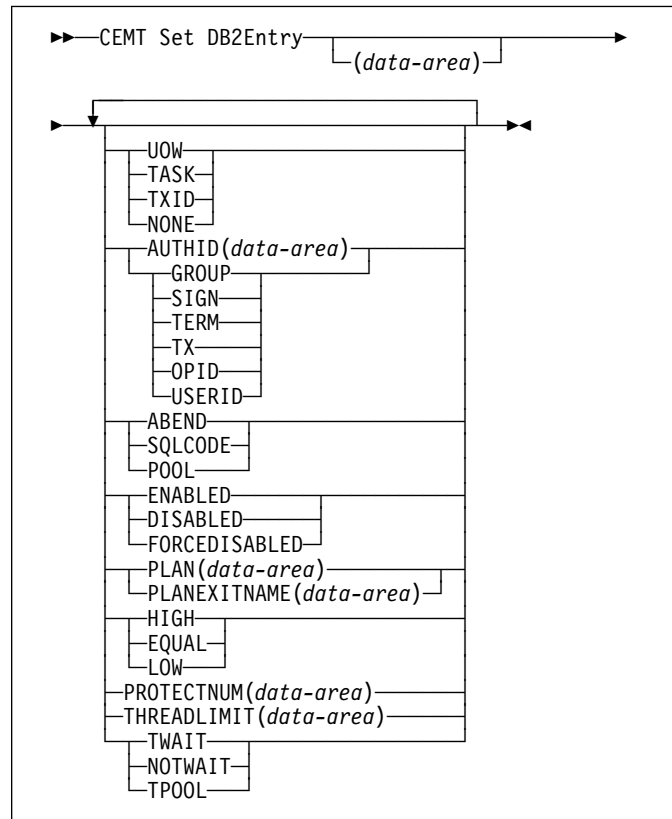 CEMT Set DB2Entry
(data-area)
UOW
TASK
TXID
NONE
AUTHID(data-area)
GROUP
SIGN
TERM
TX
OPID
USERID
ABEND
SQLCODE
POOL
ENABLED
DISABLED
FORCEDISABLED
PLAN(data-area)
PLANEXITNAME(data-area)
HIGH
EQUAL
LOW
PROTECTNUM(data-area)
THREADLIMIT(data-area)
TWAIT
NOTWAIT
TPOOL